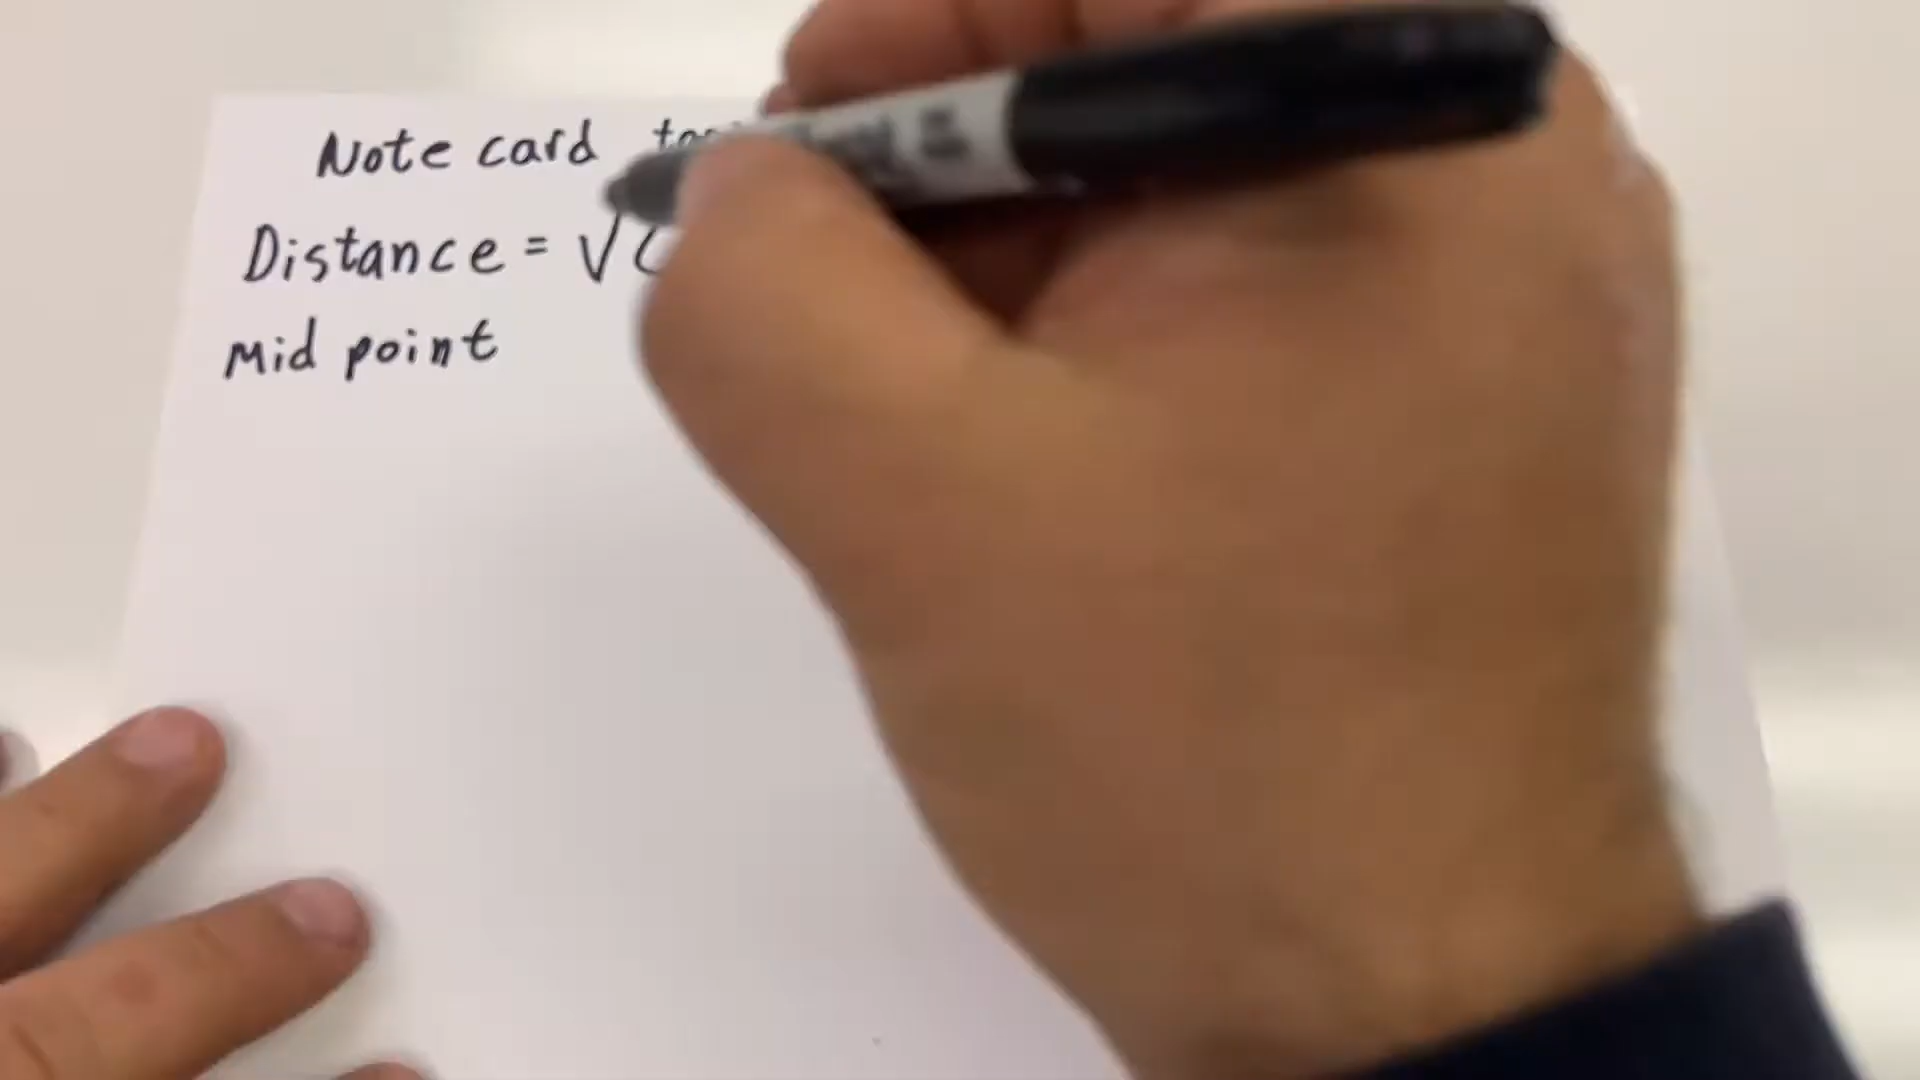 Note card
Distance = √(
Mid point